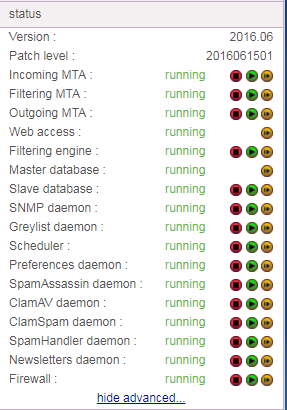 status
Version : 2016.06
Patch level : 2016061501
Incoming MTA : running
Filtering MTA : running
Outgoing MTA : running
Web access : running
Filtering engine : running
Master database : running
Slave database : running
SNMP daemon : running
Greylist daemon : running
Scheduler : running
Preferences daemon : running
SpamAssassin daemon : running
ClamAV daemon : running
ClamSpam daemon : running
SpamHandler daemon : running
Newsletters daemon : running
Firewall : running
hide advanced...